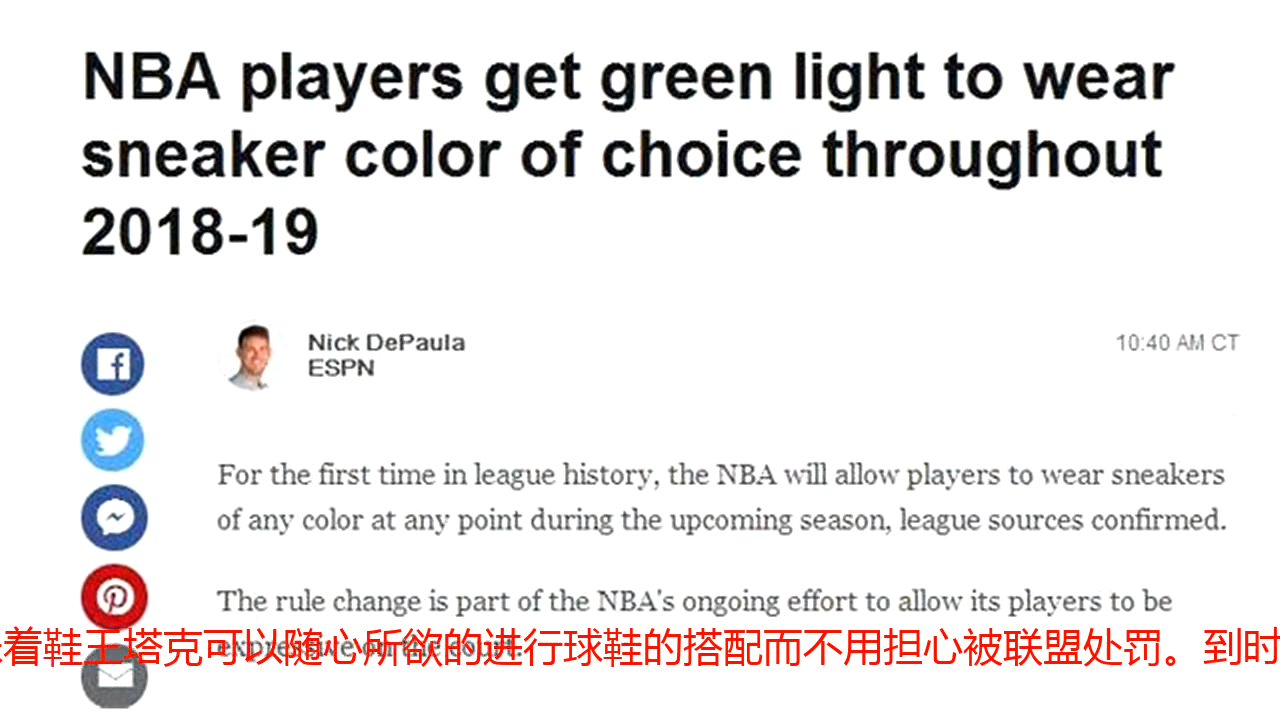 NBA players get green light to wear
sneaker color of choice throughout
2018-19
Nick DePaula
ESPN
10:40 AM CT
For the first time in league history, the NBA will allow players to wear sneakers
of any color at any point during the upcoming season, league sources confirmed.
The rule change is part of the NBA's ongoing effort to allow its players to be
expressive on the court.
着鞋王塔克可以随心所欲的进行球鞋的搭配而不用担心被联盟处罚。到时